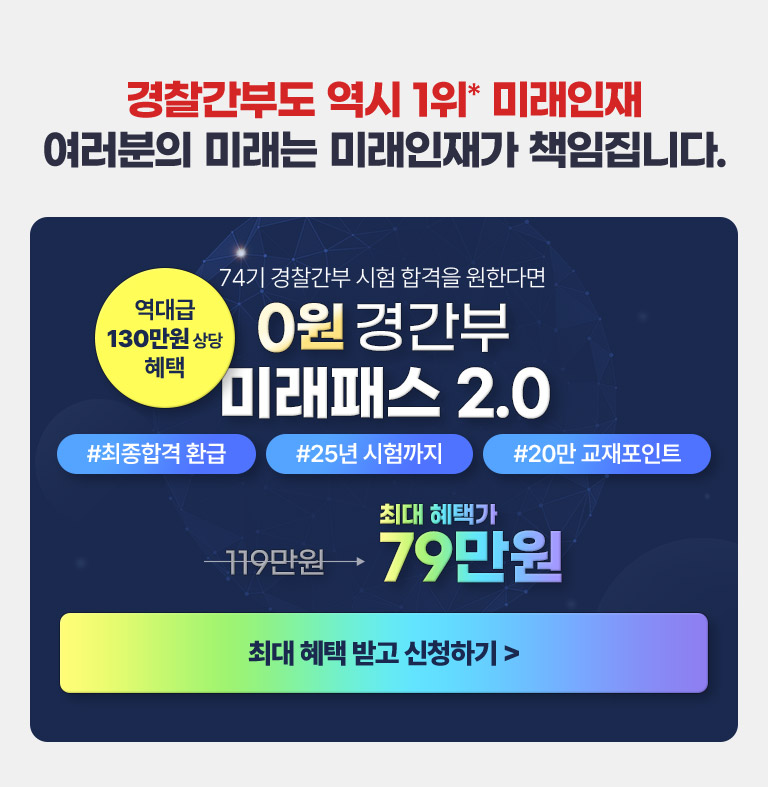 경찰간부도 역시 1위* 미래인재
여러분의 미래는 미래인재가 책임집니다.
74기 경찰간부 시험 합격을 원한다면
역대급
130만원 상당
혜택
0원 경간부
미래패스 2.0
#최종합격 환급
#25년 시험까지
#20만 교재포인트
최대 혜택가
119만원
79만원
최대 혜택 받고 신청하기 >